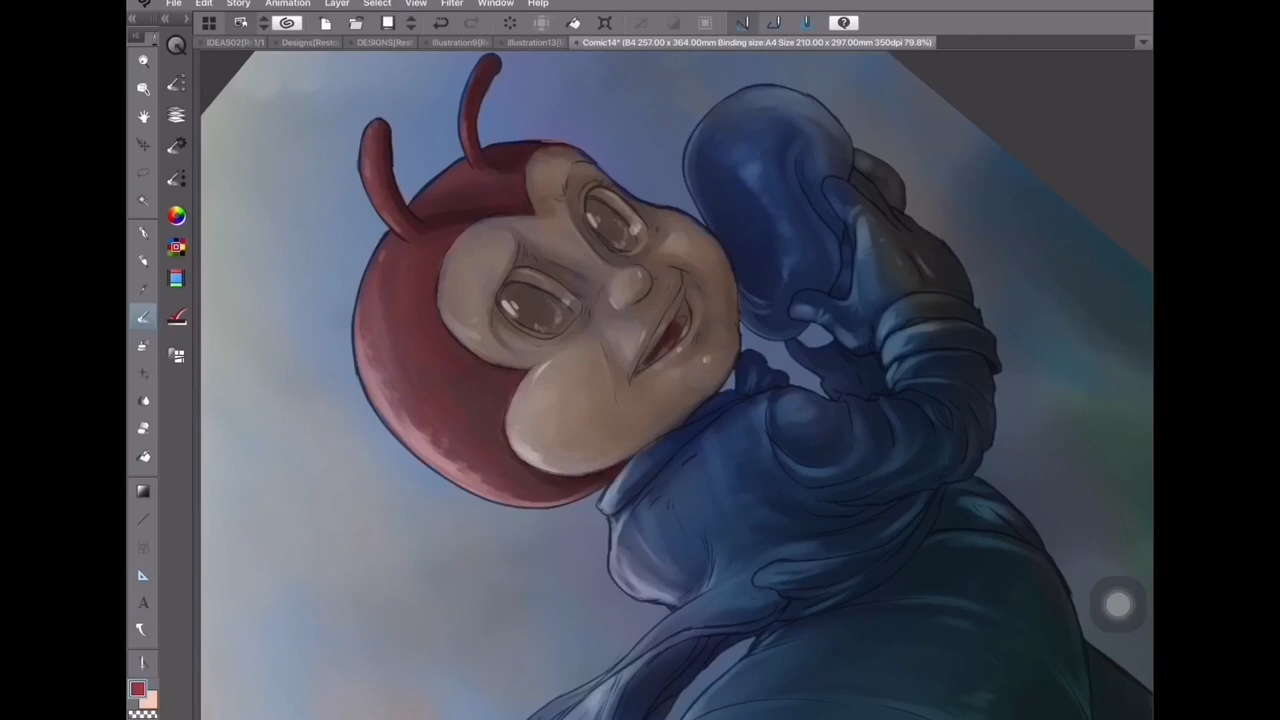 File Edit Story Animation Layer Select View Filter Window Help
IDEAS02[R 1/1 Designs[Resto DESIGNS[Rest Illustration9[R Illustration13[I Comic14* (B4 257.00 x 364.00mm Binding size:A4 Size 210.00 x 297.00mm 350dpi 79.8%)